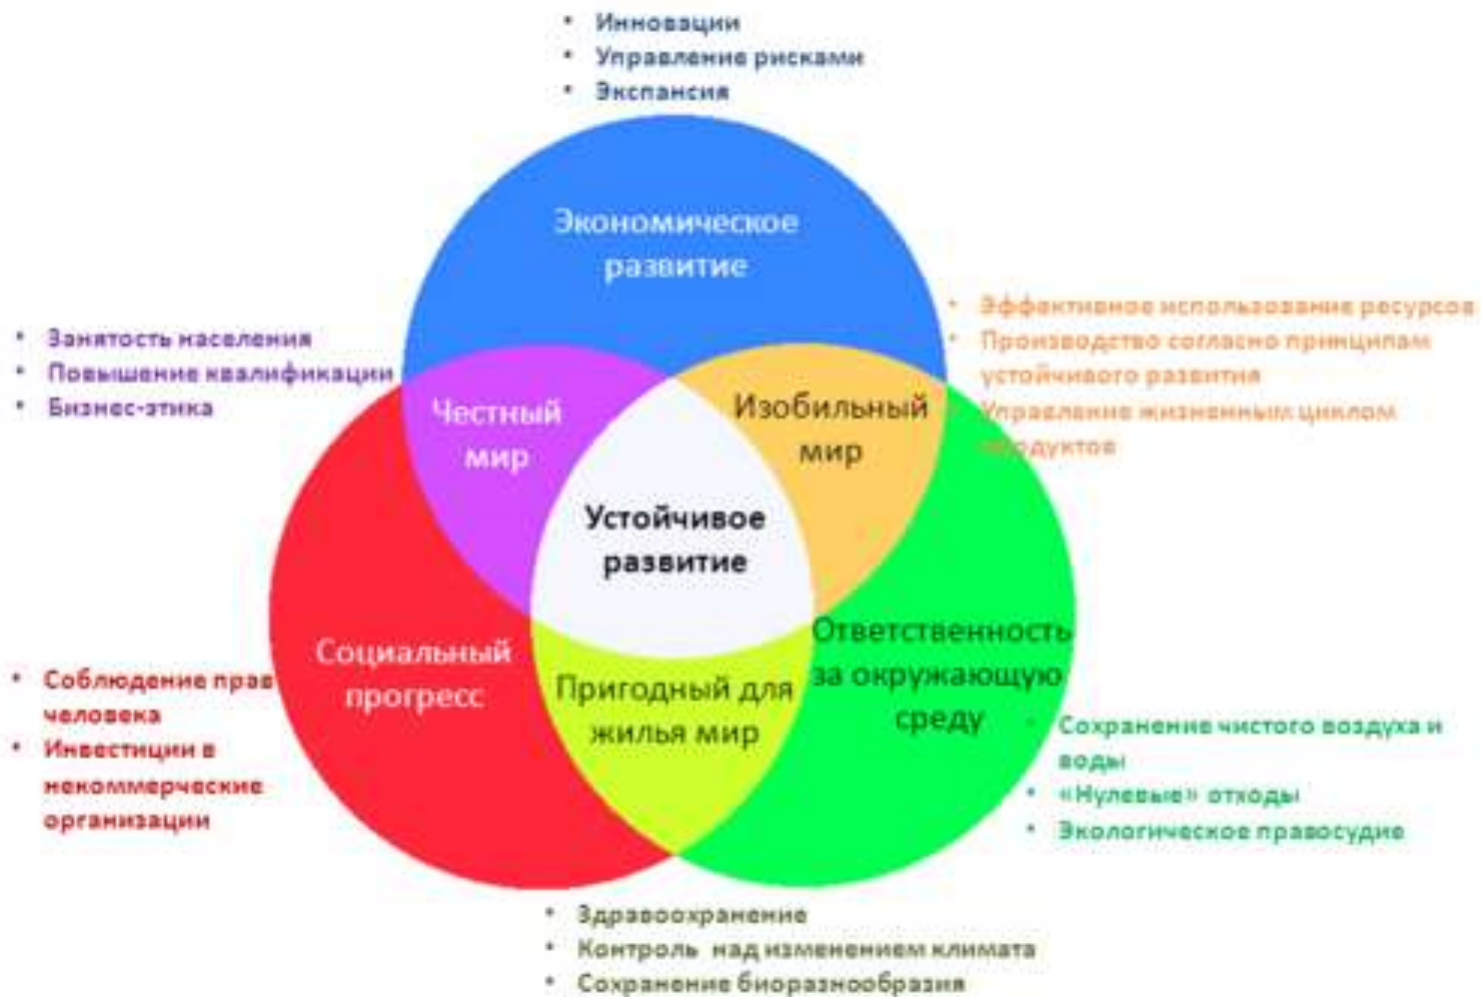 • Инновации
• Управление рисками
• Экспансия
Экономическое
развитие
• Занятость населения
• Повышение квалификации
• Бизнес-этика
Честный
мир
Изобильный
мир
• Эффективное использование ресурсов
• Производство согласно принципам
устойчивого развития
• Управление жизненным циклом
продуктов
Устойчивое
развитие
Социальный
прогресс
• Соблюдение прав
человека
• Инвестиции в
некоммерческие
организации
Пригодный для
жилья мир
Ответственность
за окружающую
среду
• Сохранение чистого воздуха и
воды
• «Нулевые» отходы
• Экологическое правосудие
• Здравоохранение
• Контроль над изменением климата
• Сохранение биоразнообразия